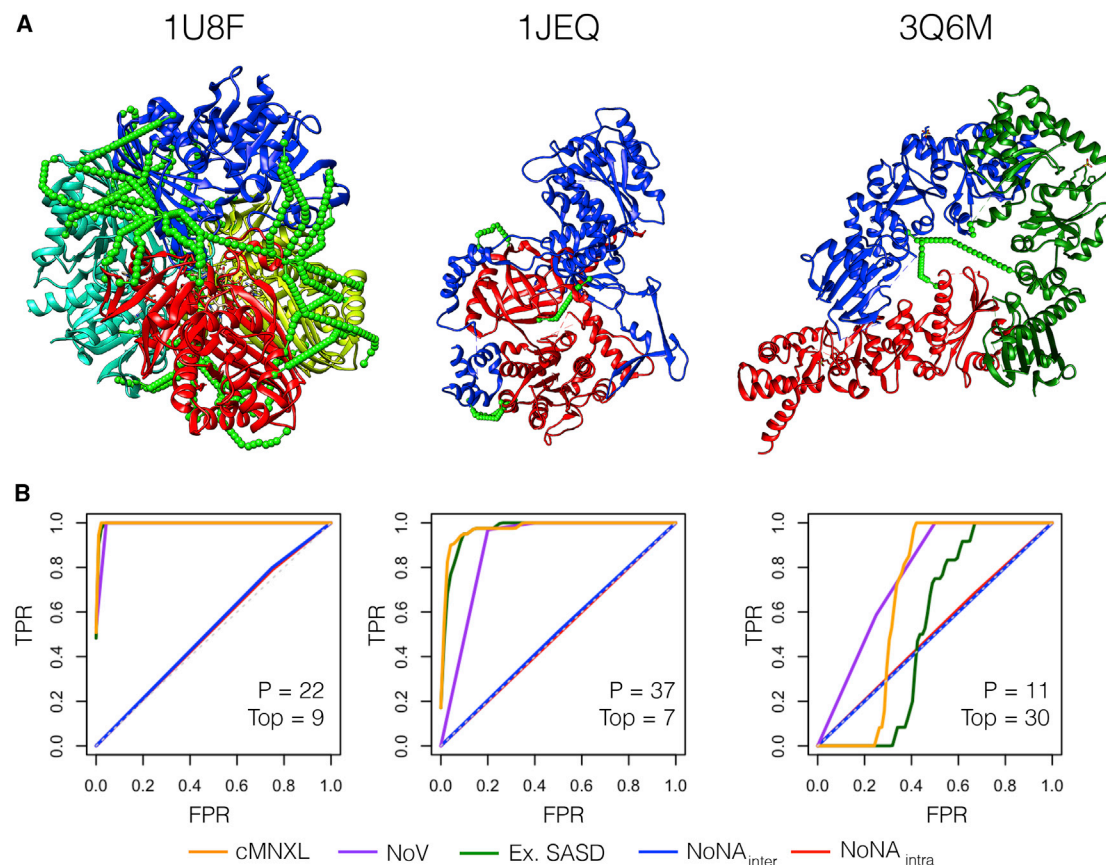 A
1U8F 1JEQ 3Q6M
B
TPR
1.0
0.8
0.6
0.4
0.2
0.0
P = 22
Top = 9
0.0 0.2 0.4 0.6 0.8 1.0
FPR
TPR
1.0
0.8
0.6
0.4
0.2
0.0
P = 37
Top = 7
0.0 0.2 0.4 0.6 0.8 1.0
FPR
TPR
1.0
0.8
0.6
0.4
0.2
0.0
P = 11
Top = 30
0.0 0.2 0.4 0.6 0.8 1.0
FPR
cMNXL NoV Ex. SASD NoNA inter NoNA intra